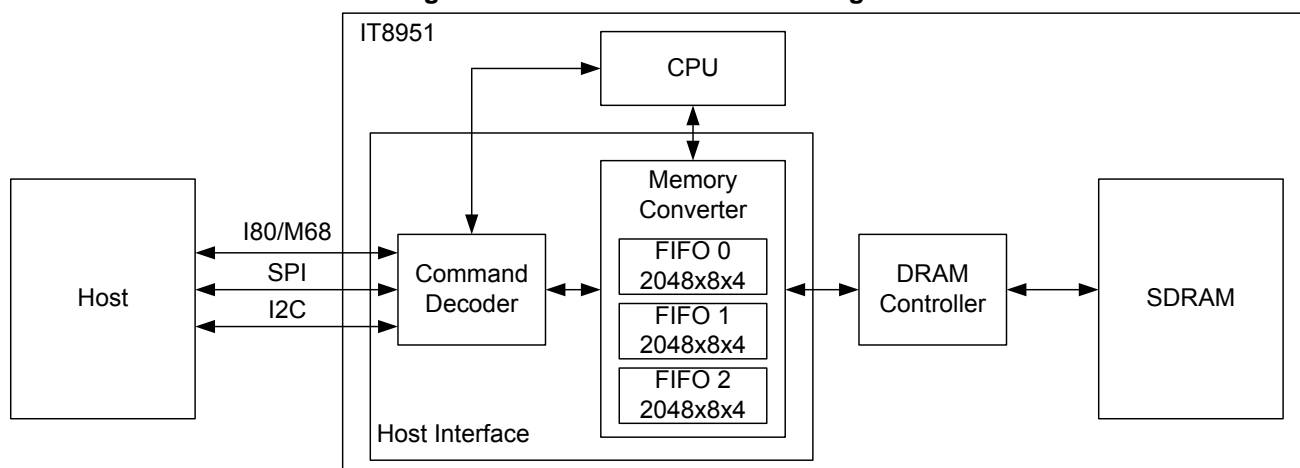 IT8951
CPU
Host
I80/M68
SPI
I2C
Command
Decoder
Memory
Converter
FIFO 0
2048x8x4
FIFO 1
2048x8x4
FIFO 2
2048x8x4
DRAM
Controller
SDRAM
Host Interface